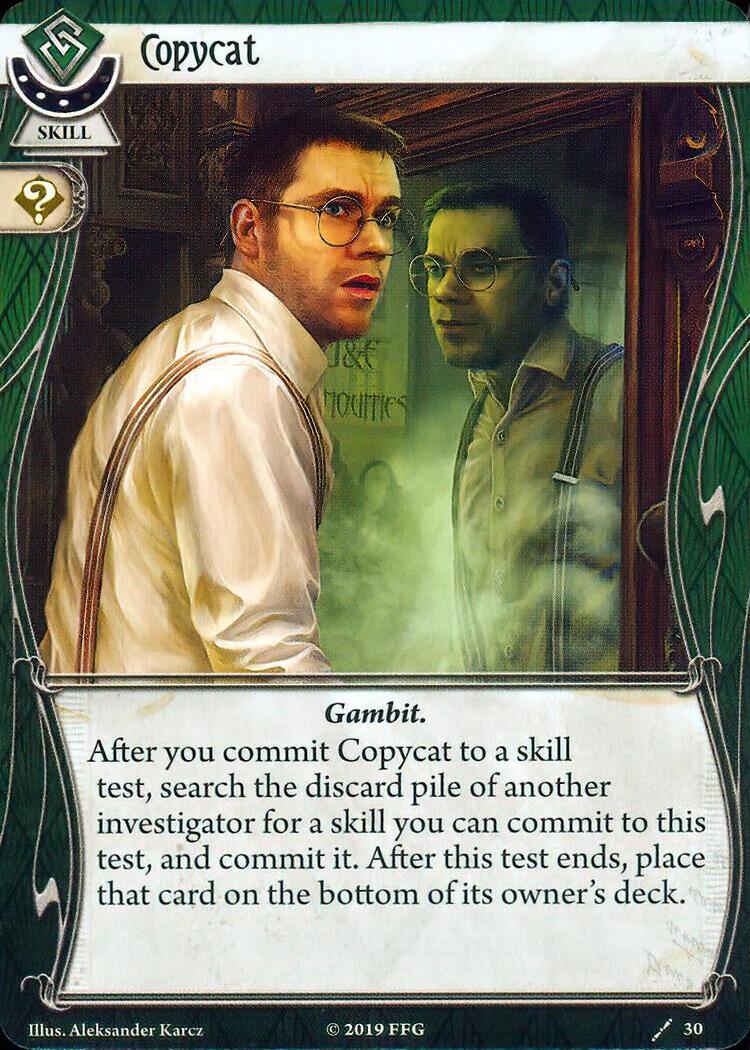 Copycat
SKILL
?
J&E
Gambit.
After you commit Copycat to a skill
test, search the discard pile of another
investigator for a skill you can commit to this
test, and commit it. After this test ends, place
that card on the bottom of its owner's deck.
Illus. Aleksander Karcz
© 2019 FFG
30